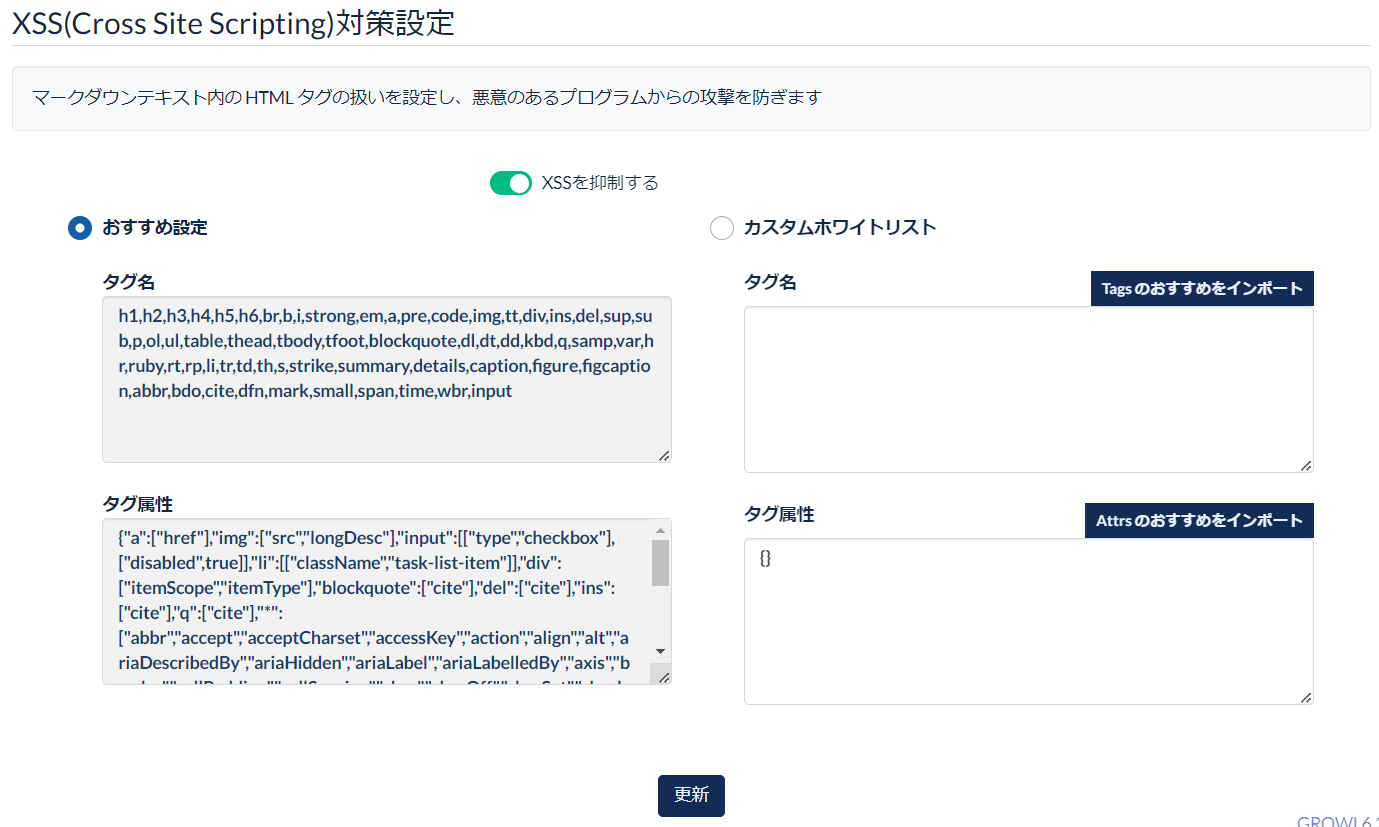 XSS(Cross Site Scripting)対策設定
マークダウンテキスト内の HTML タグの扱いを設定し、悪意のあるプログラムからの攻撃を防ぎます
XSSを抑制する
おすすめ設定
タグ名
h1,h2,h3,h4,h5,h6,br,b,i,strong,em,a,pre,code,img,tt,div,ins,del,sup,su
b,p,ol,ul,table,thead,tbody,tfoot,blockquote,dl,dt,dd,kbd,q,samp,var,h
r,ruby,rt,rp,li,tr,td,th,s,strike,summary,details,caption,figure,figcaptio
n,abbr,bdo,cite,dfn,mark,small,span,time,wbr,input
タグ属性
{"a":["href"],"img":["src","longDesc"],"input":[["type","checkbox"],
["disabled",true]],"li":[["className","task-list-item"]],"div":
["itemScope","itemType"],"blockquote":["cite"],"del":["cite"],"ins":
["cite"],"q":["cite"],"*":
["abbr","accept","acceptCharset","accessKey","action","align","alt","a
riaDescribedBy","ariaHidden","ariaLabel","ariaLabelledBy","axis","b
カスタムホワイトリスト
タグ名
Tags のおすすめをインポート
タグ属性
Attrs のおすすめをインポート
{}
更新
GROWI 6